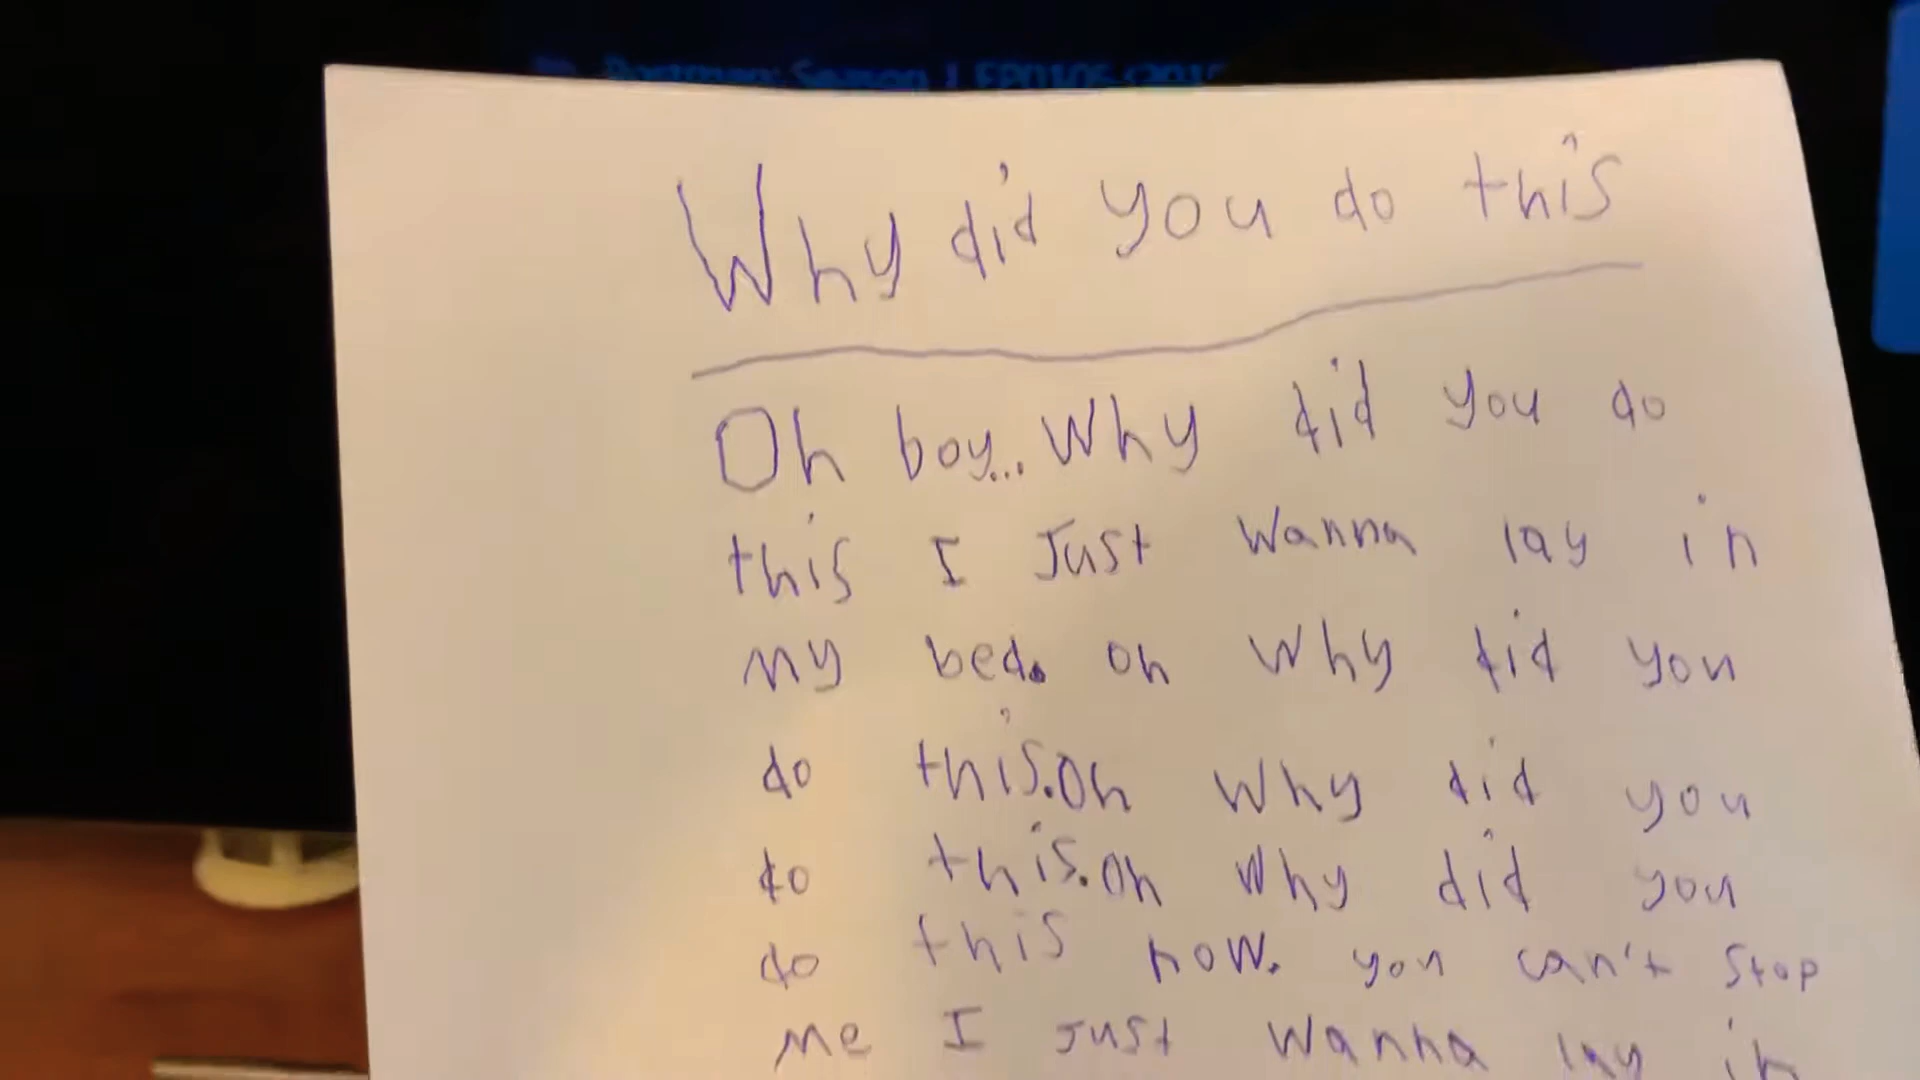 Why did you do this
Oh boy... Why did you do
this I Just Wanna lay in
my bed. oh Why did you
do this. Oh Why did you
do this. Oh Why did you
do this now. you can't stop
me I Just Wanna lay in